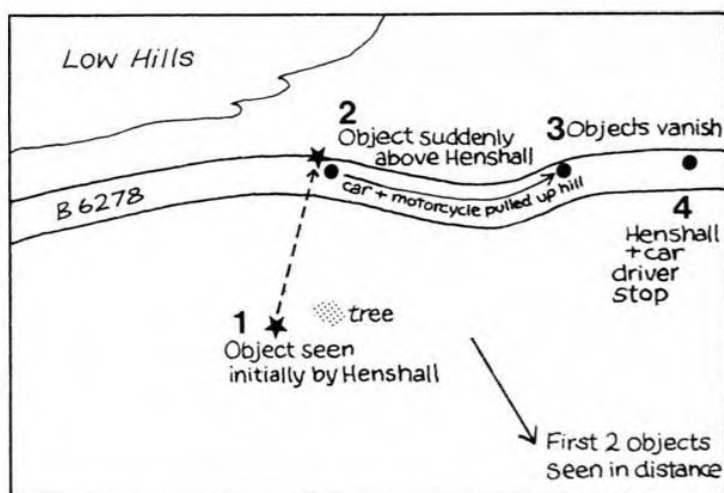 Low Hills
2
Object suddenly
above Henshall
3 Objects vanish
B 6278
car + motorcycle pulled up hill
4
Henshall
+ car
driver
stop
1
tree
Object seen
initially by Henshall
First 2 objects
seen in distance